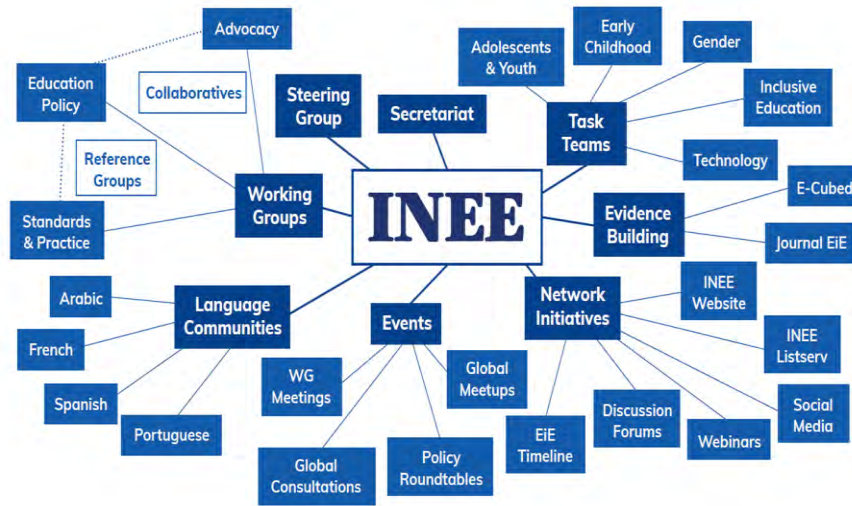 Advocacy
Education
Policy
Collaboratives
Reference
Groups
Standards
& Practice
Working
Groups
Steering
Group
Secretariat
INEE
Task
Teams
Adolescents
& Youth
Early
Childhood
Gender
Inclusive
Education
Technology
Evidence
Building
E-Cubed
Journal EiE
Language
Communities
Arabic
French
Spanish
Portuguese
Events
WG
Meetings
Global
Consultations
Policy
Roundtables
Global
Meetups
Network
Initiatives
INEE
Website
INEE
Listserv
Social
Media
Webinars
Discussion
Forums
EiE
Timeline